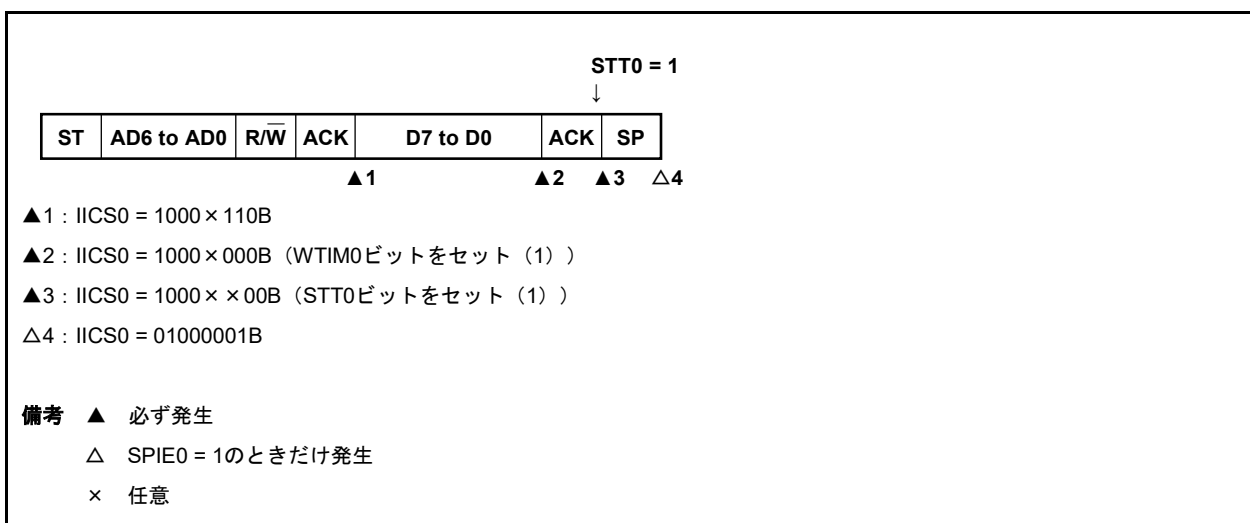 STT0 = 1
↓
ST AD6 to AD0 R/W̅ ACK D7 to D0 ACK SP
▲1 ▲2 ▲3 △4
▲1：IICS0 = 1000×110B
▲2：IICS0 = 1000×000B（WTIM0ビットをセット（1））
▲3：IICS0 = 1000××00B（STT0ビットをセット（1））
△4：IICS0 = 01000001B
備考 ▲ 必ず発生
△ SPIE0 = 1のときだけ発生
× 任意